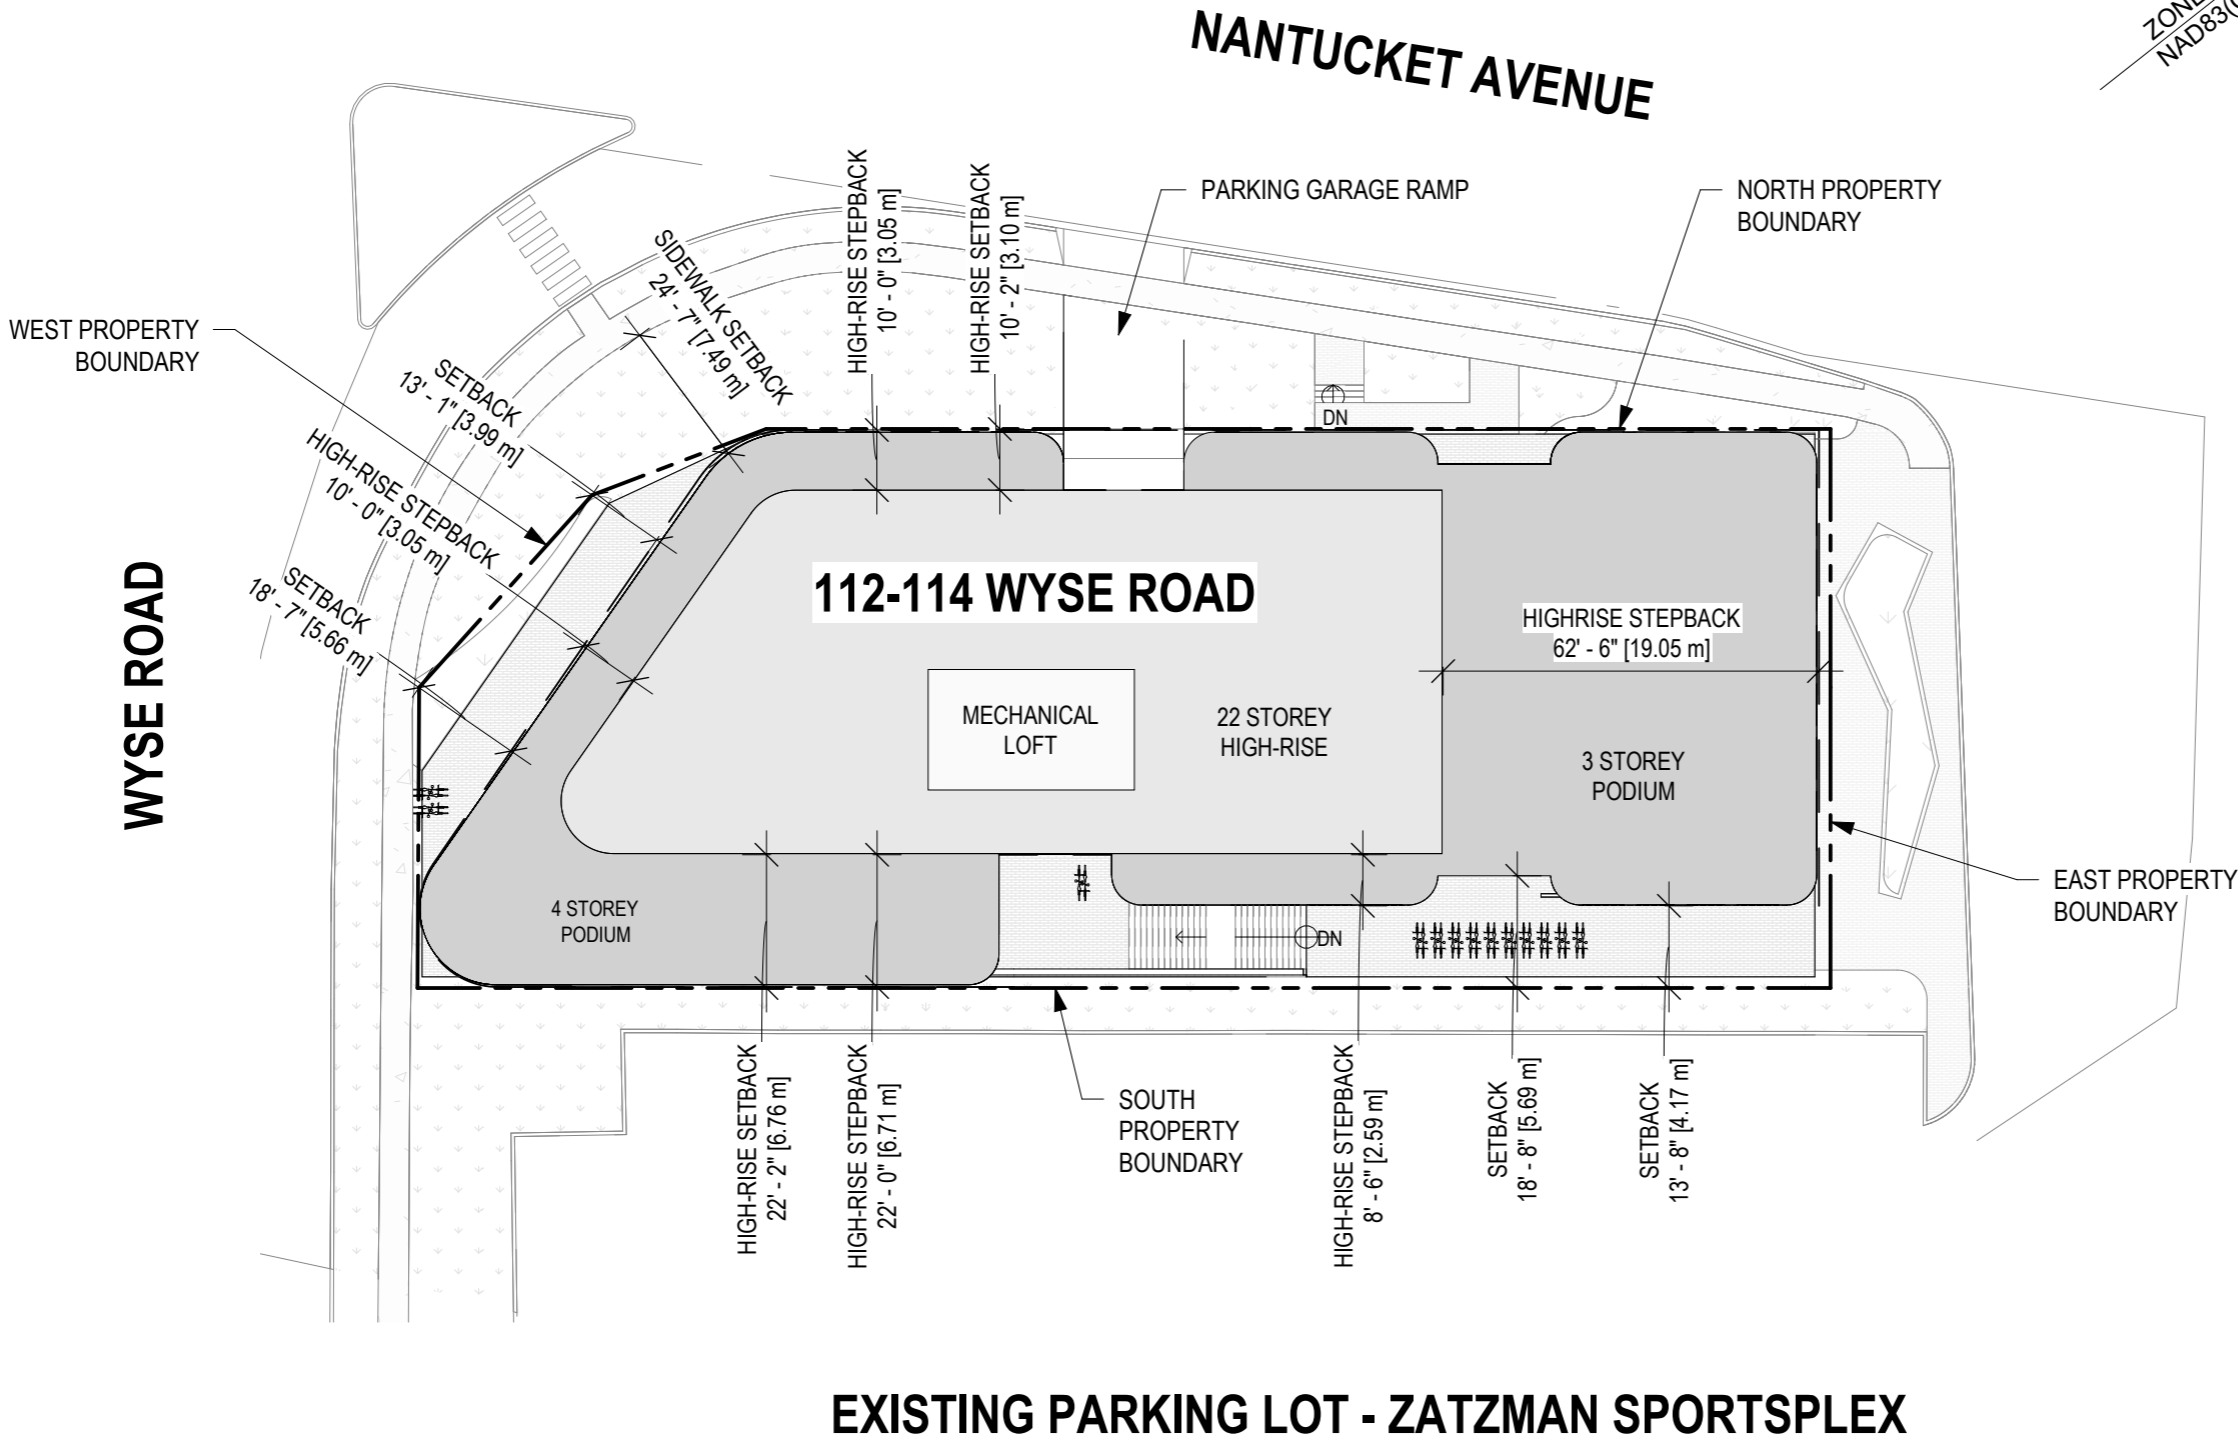 NANTUCKET AVENUE
HIGH-RISE STEPBACK
10' - 0" [3.05 m]
HIGH-RISE SETBACK
10' - 2" [3.10 m]
PARKING GARAGE RAMP
NORTH PROPERTY
BOUNDARY
SIDEWALK SETBACK
24' - 7" [7.49 m]
WEST PROPERTY
BOUNDARY
SETBACK
13' - 1" [3.99 m]
HIGH-RISE STEPBACK
10' - 0" [3.05 m]
SETBACK
18' - 7" [5.66 m]
DN
WYSE ROAD
112-114 WYSE ROAD
HIGHRISE STEPBACK
62' - 6" [19.05 m]
MECHANICAL
LOFT
22 STOREY
HIGH-RISE
3 STOREY
PODIUM
EAST PROPERTY
BOUNDARY
4 STOREY
PODIUM
DN
HIGH-RISE SETBACK
22' - 2" [6.76 m]
HIGH-RISE STEPBACK
22' - 0" [6.71 m]
SOUTH
PROPERTY
BOUNDARY
HIGH-RISE STEPBACK
8' - 6" [2.59 m]
SETBACK
18' - 8" [5.69 m]
SETBACK
13' - 8" [4.17 m]
EXISTING PARKING LOT - ZATZMAN SPORTSPLEX